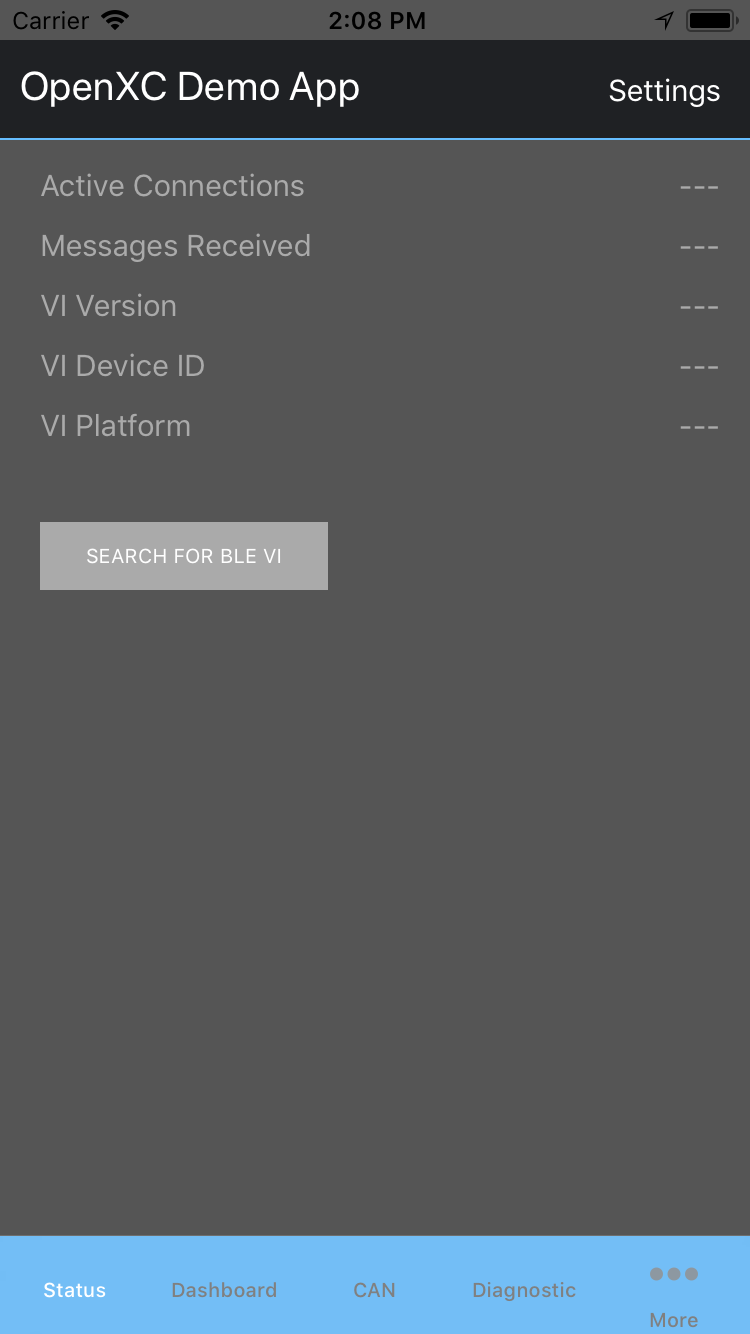 Carrier 2:08 PM
OpenXC Demo App Settings
Active Connections ---
Messages Received ---
VI Version ---
VI Device ID ---
VI Platform ---
SEARCH FOR BLE VI
Status Dashboard CAN Diagnostic More